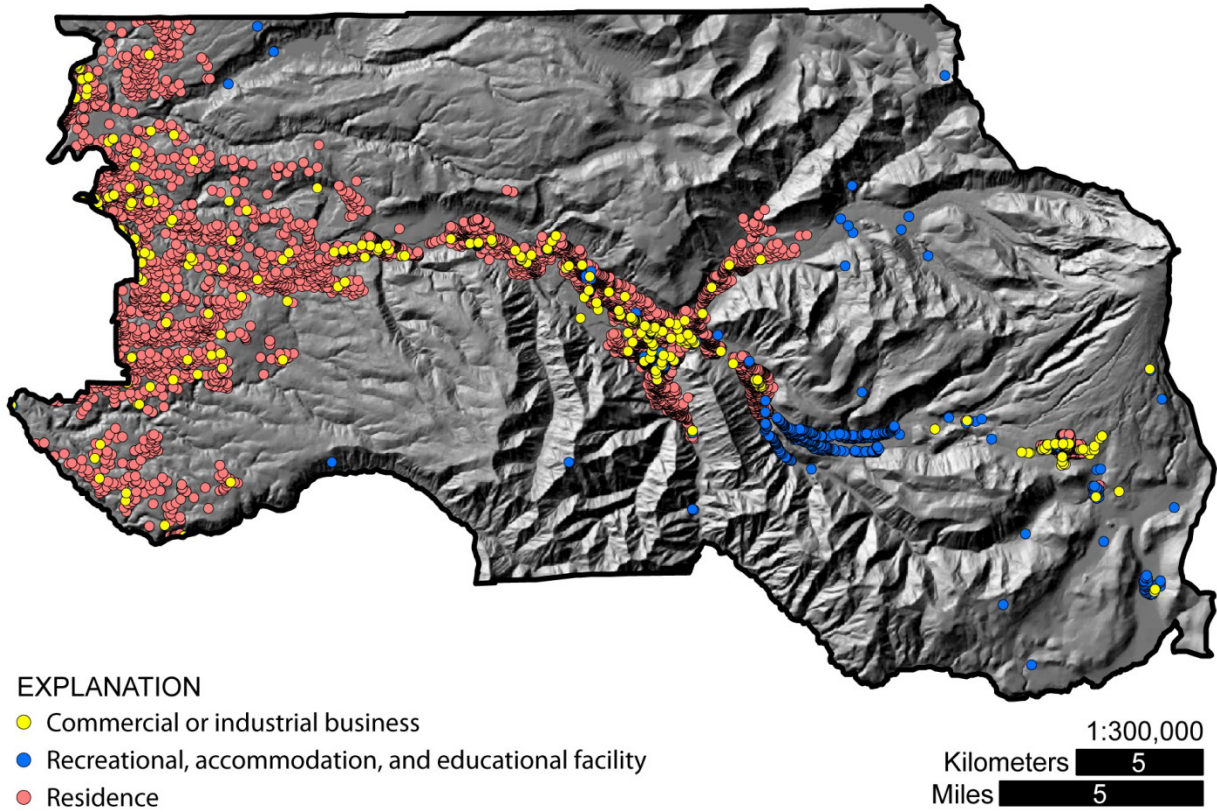 EXPLANATION
Commercial or industrial business
Recreational, accommodation, and educational facility
Residence
1:300,000
Kilometers 5
Miles 5